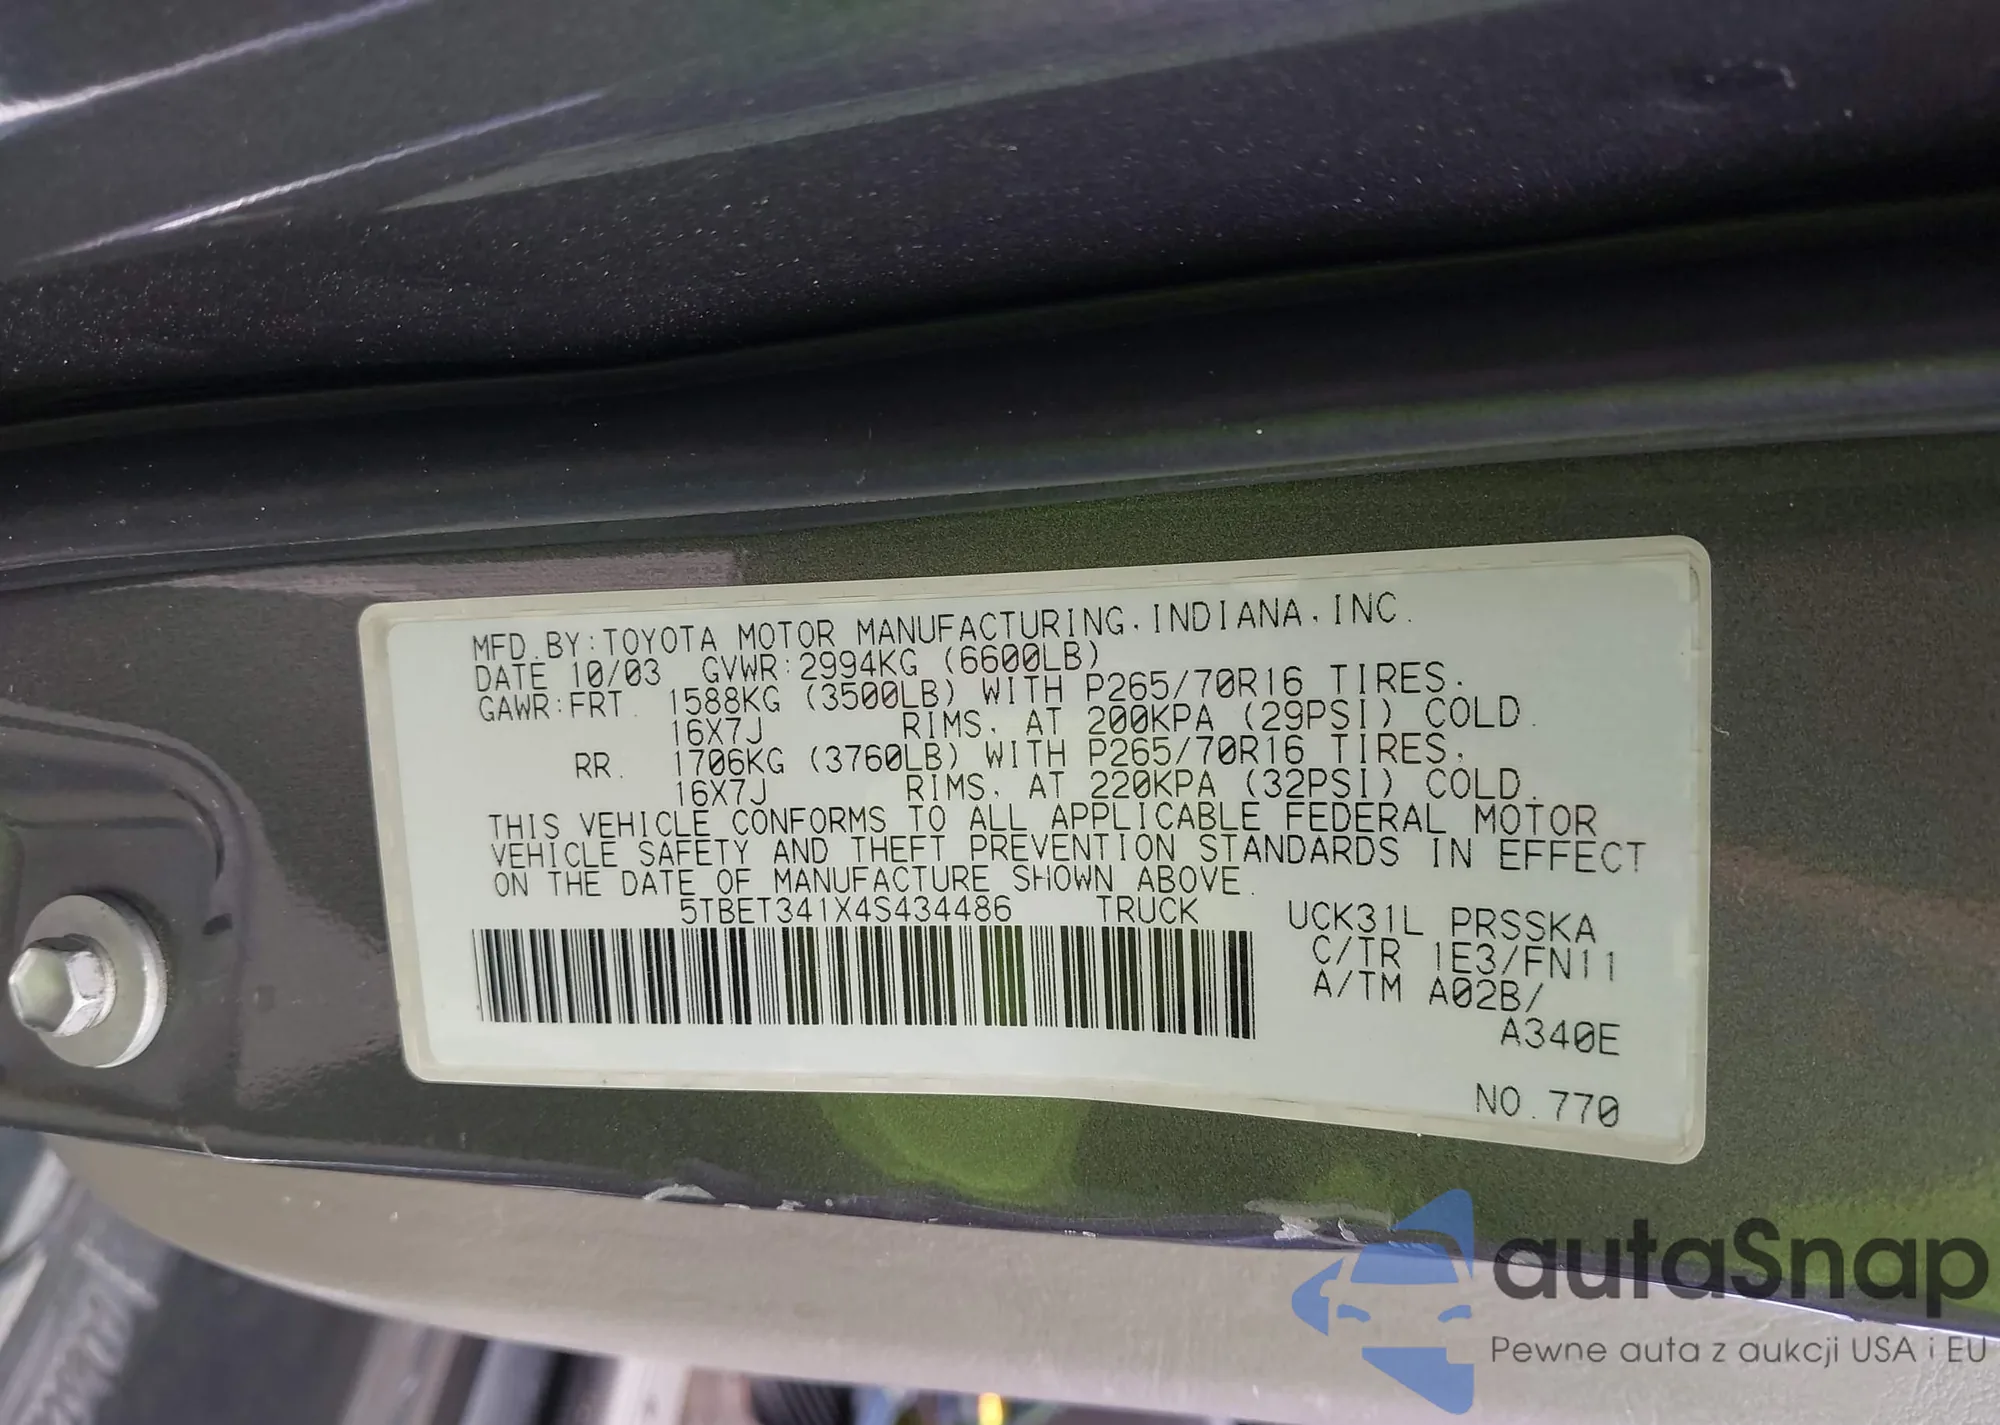 MFD.BY:TOYOTA MOTOR MANUFACTURING,INDIANA,INC.
DATE 10/03 GVWR:2994KG (6600LB)
GAWR:FRT. 1588KG (3500LB) WITH P265/70R16 TIRES.
16X7J RIMS, AT 200KPA (29PSI) COLD.
RR. 1706KG (3760LB) WITH P265/70R16 TIRES.
16X7J RIMS, AT 220KPA (32PSI) COLD.
THIS VEHICLE CONFORMS TO ALL APPLICABLE FEDERAL MOTOR
VEHICLE SAFETY AND THEFT PREVENTION STANDARDS IN EFFECT
ON THE DATE OF MANUFACTURE SHOWN ABOVE.
5TBET341X4S434486 TRUCK UCK31L PRSSKA
C/TR 1E3/FN11
A/TM A02B/
A340E
NO.770
autaSnap
Pewne auta z aukcji USA i EU